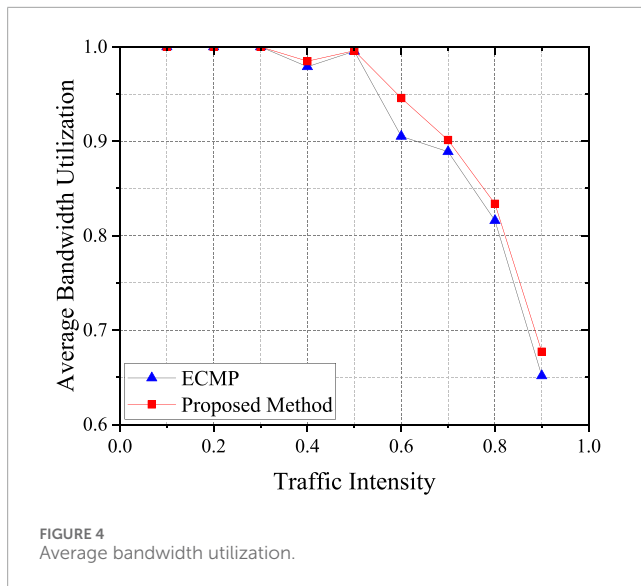 1.0
0.9
0.8
0.7
0.6
Average Bandwidth Utilization
ECMP
Proposed Method
0.0 0.2 0.4 0.6 0.8 1.0
Traffic Intensity
FIGURE 4
Average bandwidth utilization.